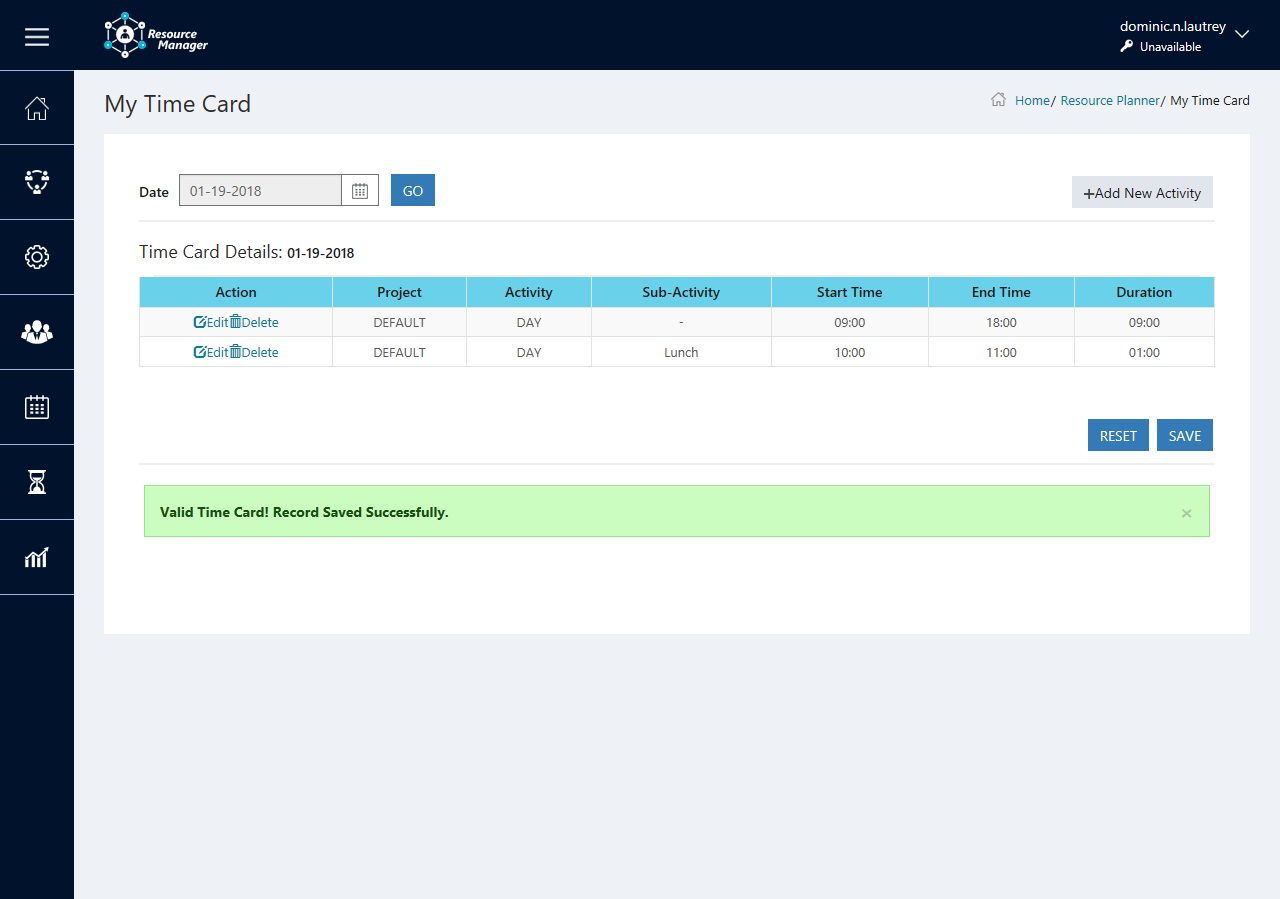 Resource
Manager
dominic.n.lautrey
Unavailable
My Time Card
Home/ Resource Planner/ My Time Card
Date 01-19-2018 GO
+Add New Activity
Time Card Details: 01-19-2018
Action Project Activity Sub-Activity Start Time End Time Duration
Edit Delete DEFAULT DAY - 09:00 18:00 09:00
Edit Delete DEFAULT DAY Lunch 10:00 11:00 01:00
RESET SAVE
Valid Time Card! Record Saved Successfully. ×